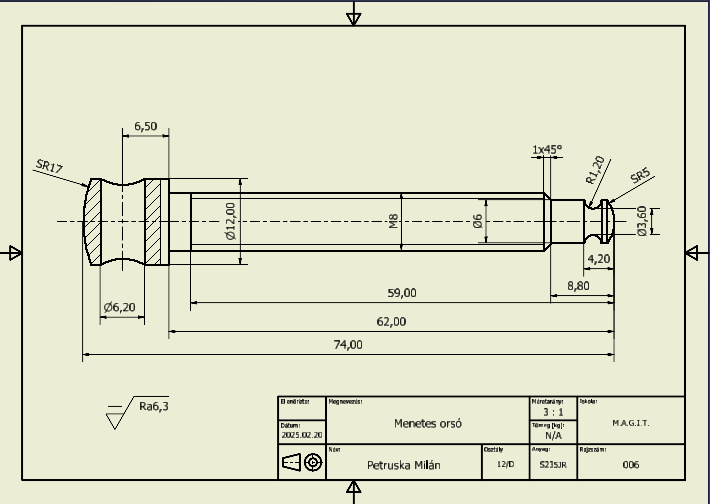 6,50
SR17
1x45°
R1,20
SR5
Ø12,00
M8
Ø6
Ø3,60
4,20
8,80
59,00
Ø6,20
62,00
74,00
Ra6,3
Ellenőrizte:
Megnevezés:
Menetes orsó
Méretarány:
3 : 1
Iskola:
M.A.G.I.T.
Dátum:
2025.02.20
Tömeg [kg]:
N/A
Név:
Petruska Milán
Osztály
12/D
Anyag:
S235JR
Rajzszám:
006